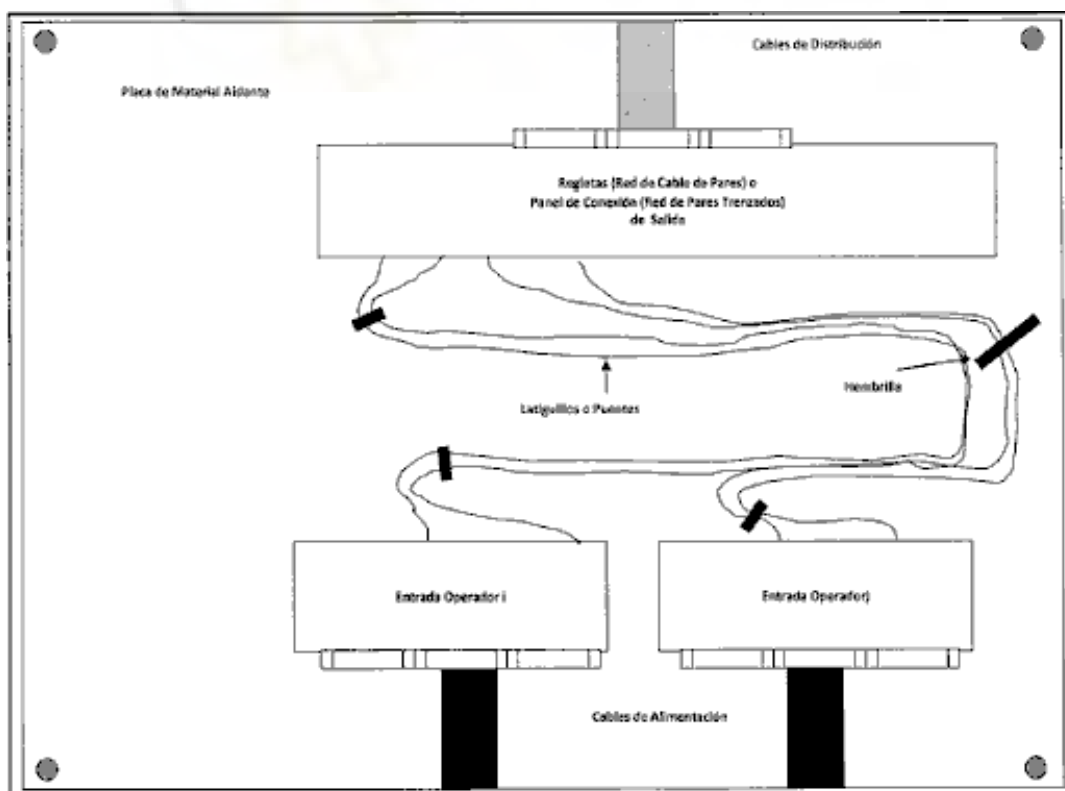 Cables de Distribución
Placa de Material Aislante
Regletas (Red de Cable de Pares) o
Panel de Conexión (Red de Pares Trenzados)
de Salida
Hembrilla
Latiguillos o Puentes
Entrada Operador i
Entrada Operador j
Cables de Alimentación